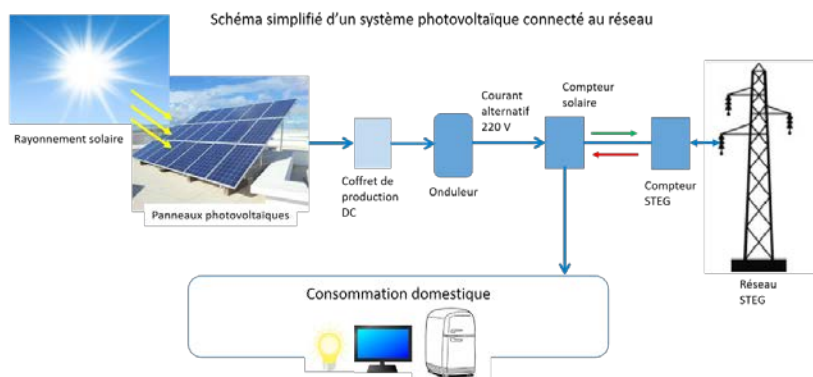 Schéma simplifié d'un système photovoltaïque connecté au réseau
Rayonnement solaire
Panneaux photovoltaïques
Coffret de
production
DC
Onduleur
Courant
alternatif
220 V
Compteur
solaire
Compteur
STEG
Réseau
STEG
Consommation domestique